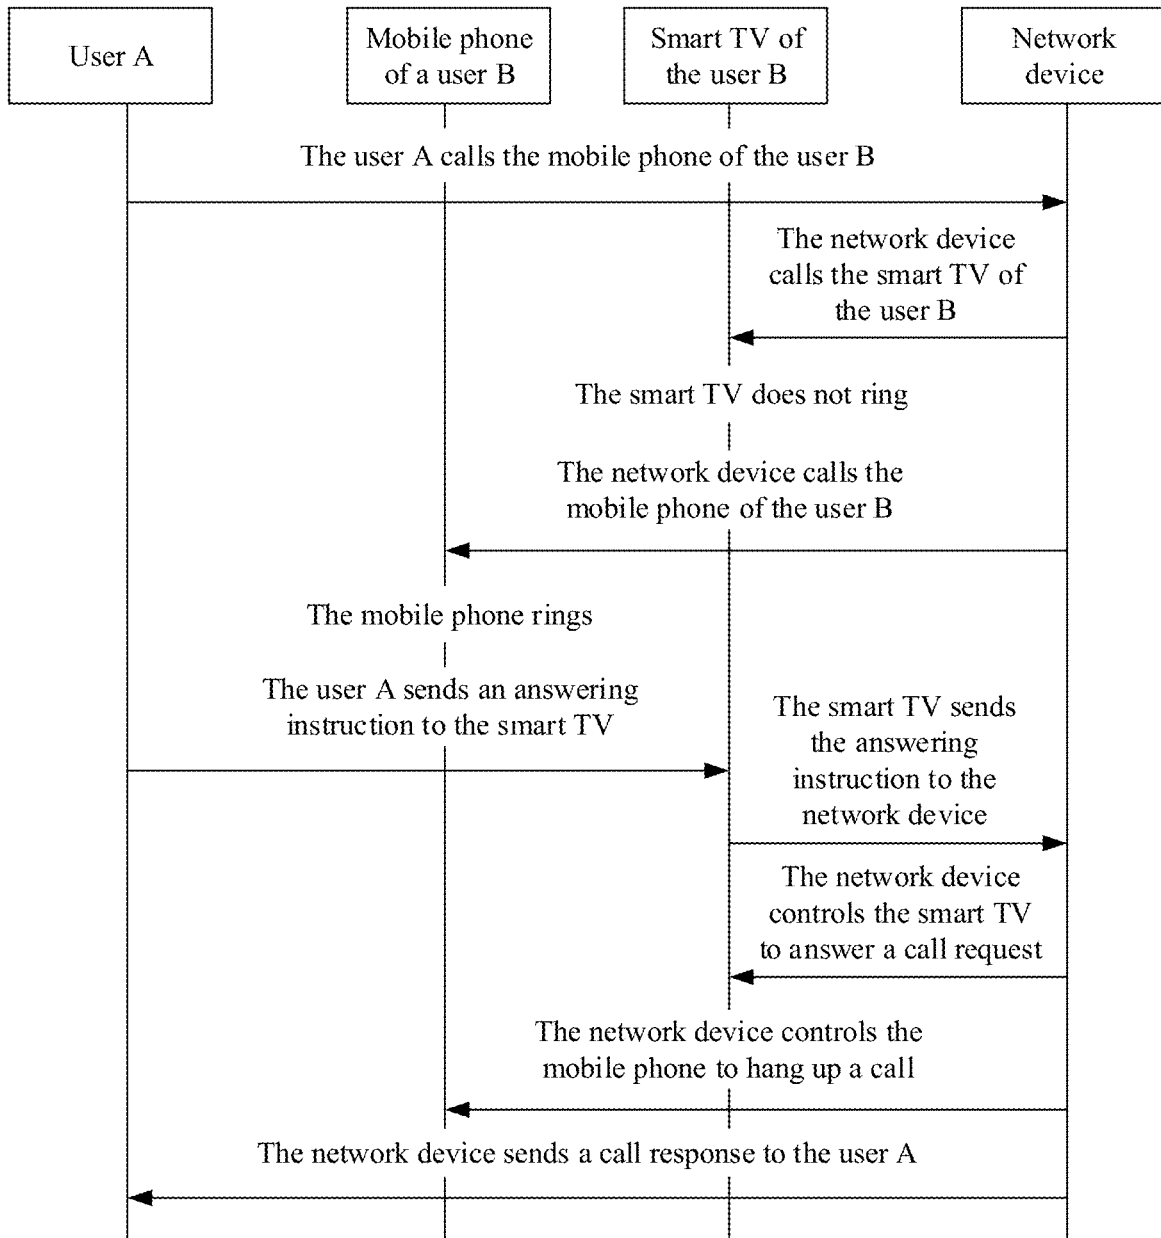 User A
Mobile phone
of a user B
Smart TV of
the user B
Network
device
The user A calls the mobile phone of the user B
The network device
calls the smart TV of
the user B
The smart TV does not ring
The network device calls the
mobile phone of the user B
The mobile phone rings
The user A sends an answering
instruction to the smart TV
The smart TV sends
the answering
instruction to the
network device
The network device
controls the smart TV
to answer a call request
The network device controls the
mobile phone to hang up a call
The network device sends a call response to the user A